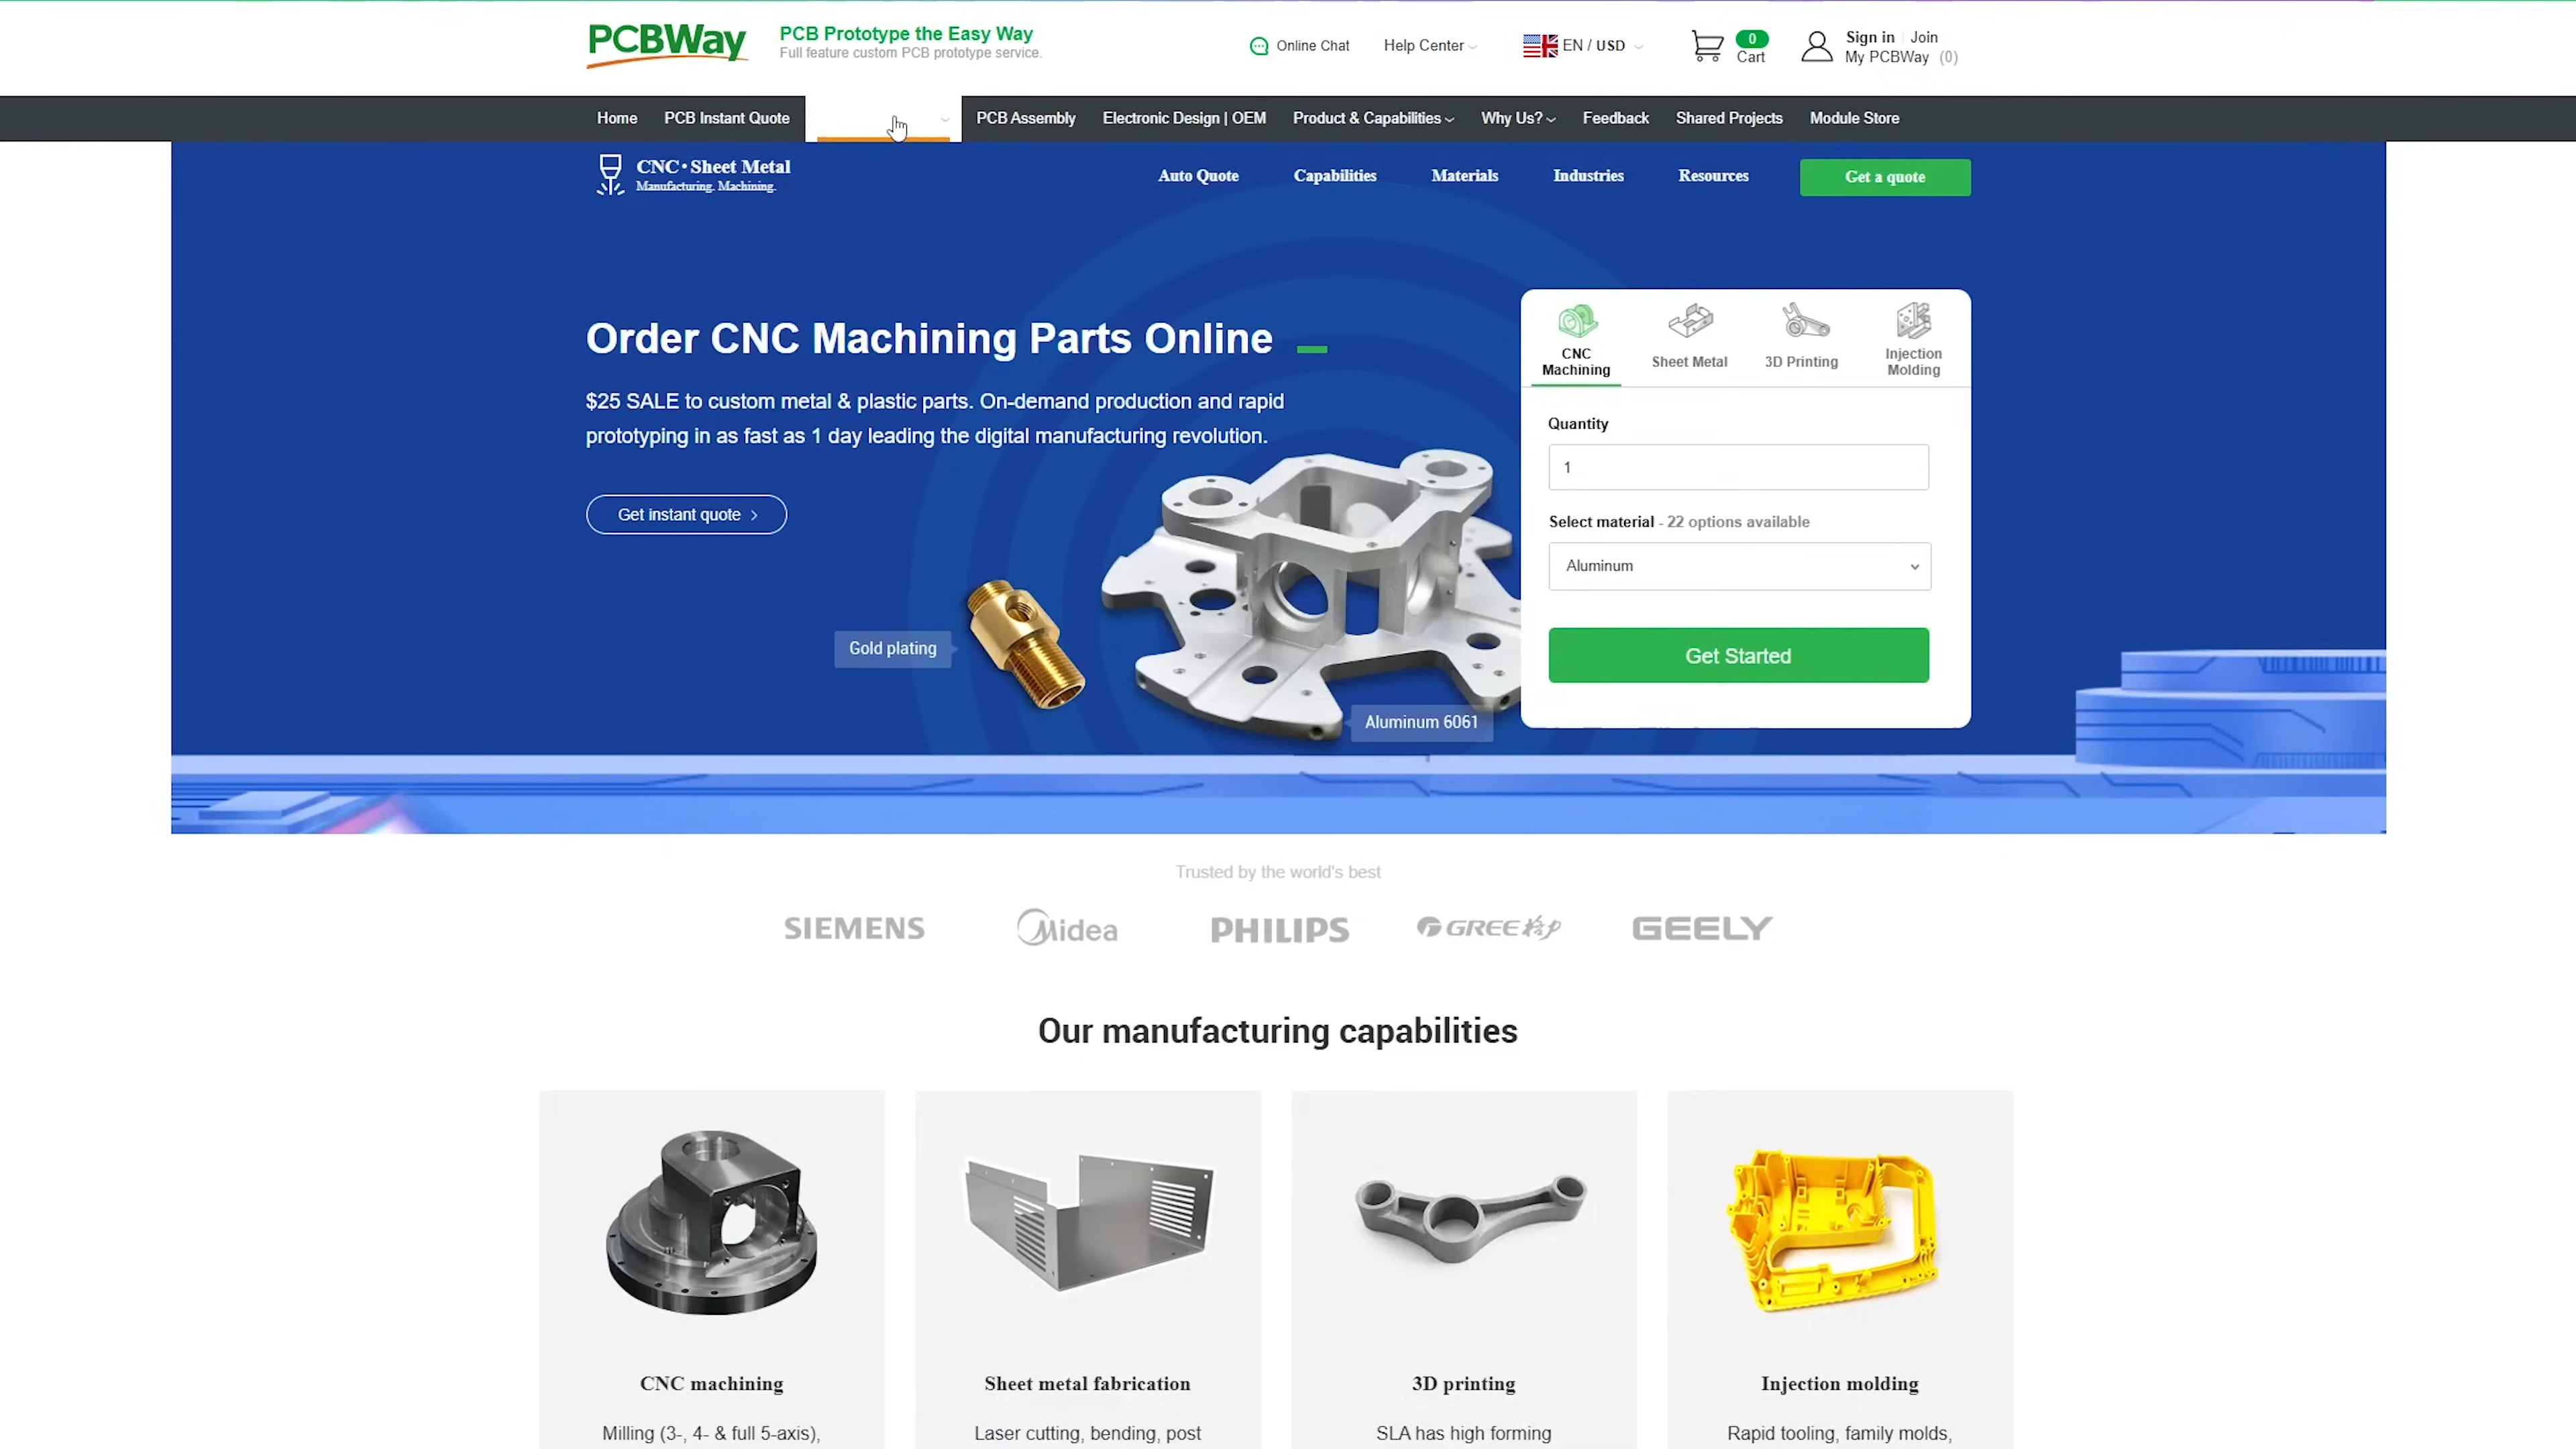 PCBWay
PCB Prototype the Easy Way
Full feature custom PCB prototype service.
Online Chat
Help Center
EN / USD
0
Cart
Sign in
Join
My PCBWay (0)
Home
PCB Instant Quote
PCB Assembly
Electronic Design | OEM
Product & Capabilities
Why Us?
Feedback
Shared Projects
Module Store
CNC · Sheet Metal
Manufacturing. Machining.
Auto Quote
Capabilities
Materials
Industries
Resources
Get a quote
Order CNC Machining Parts Online
$25 SALE to custom metal & plastic parts. On-demand production and rapid
prototyping in as fast as 1 day leading the digital manufacturing revolution.
Get instant quote >
Gold plating
Aluminum 6061
CNC
Machining
Sheet Metal
3D Printing
Injection
Molding
Quantity
1
Select material - 22 options available
Aluminum
Get Started
Trusted by the world's best
SIEMENS
Midea
PHILIPS
GREE格力
GEELY
Our manufacturing capabilities
CNC machining
Milling (3-, 4- & full 5-axis),
Sheet metal fabrication
Laser cutting, bending, post
3D printing
SLA has high forming
Injection molding
Rapid tooling, family molds,